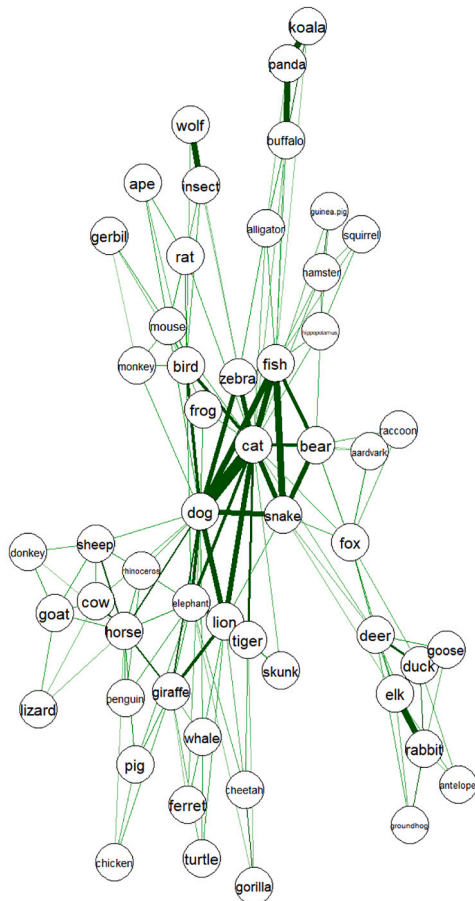 koala
panda
wolf
buffalo
ape
insect
guinea.pig
alligator
squirrel
gerbil
rat
hamster
mouse
hippopotamus
monkey
bird
zebra
fish
frog
cat
bear
raccoon
aardvark
dog
snake
fox
sheep
donkey
rhinoceros
cow
elephant
goat
horse
lion
tiger
deer
goose
duck
skunk
giraffe
elk
lizard
penguin
whale
rabbit
pig
cheetah
antelope
ferret
groundhog
chicken
turtle
gorilla